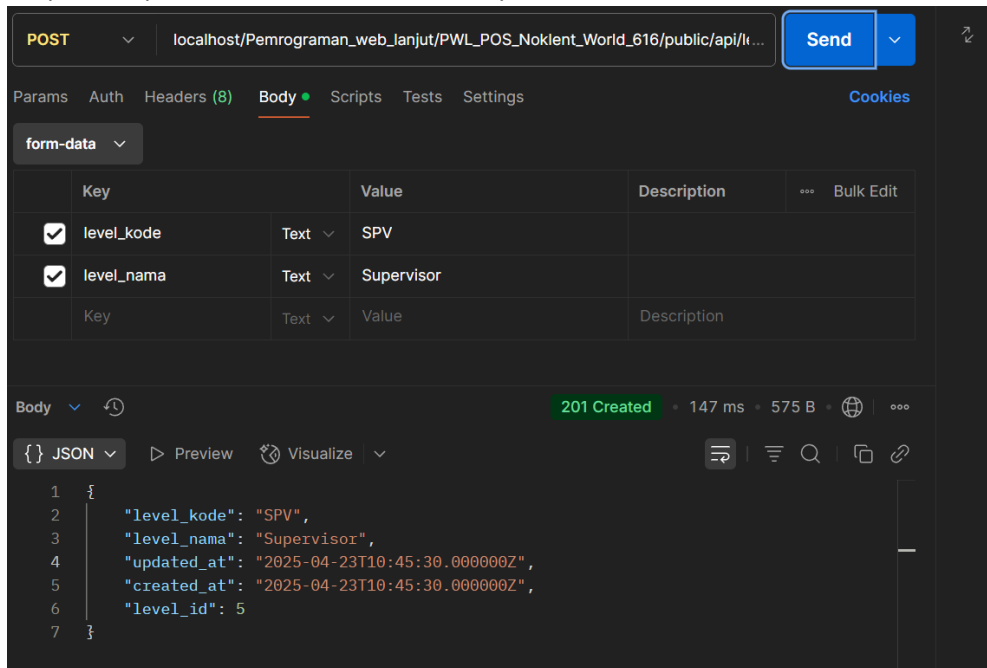 POST localhost/Pemrograman_web_lanjut/PWL_POS_Noklent_World_616/public/api/le... Send
Params Auth Headers (8) Body Scripts Tests Settings Cookies
form-data
Key Value Description Bulk Edit
level_kode Text SPV
level_nama Text Supervisor
Key Text Value Description
Body 201 Created 147 ms 575 B
{ } JSON Preview Visualize
1 {
2 "level_kode": "SPV",
3 "level_nama": "Supervisor",
4 "updated_at": "2025-04-23T10:45:30.000000Z",
5 "created_at": "2025-04-23T10:45:30.000000Z",
6 "level_id": 5
7 }